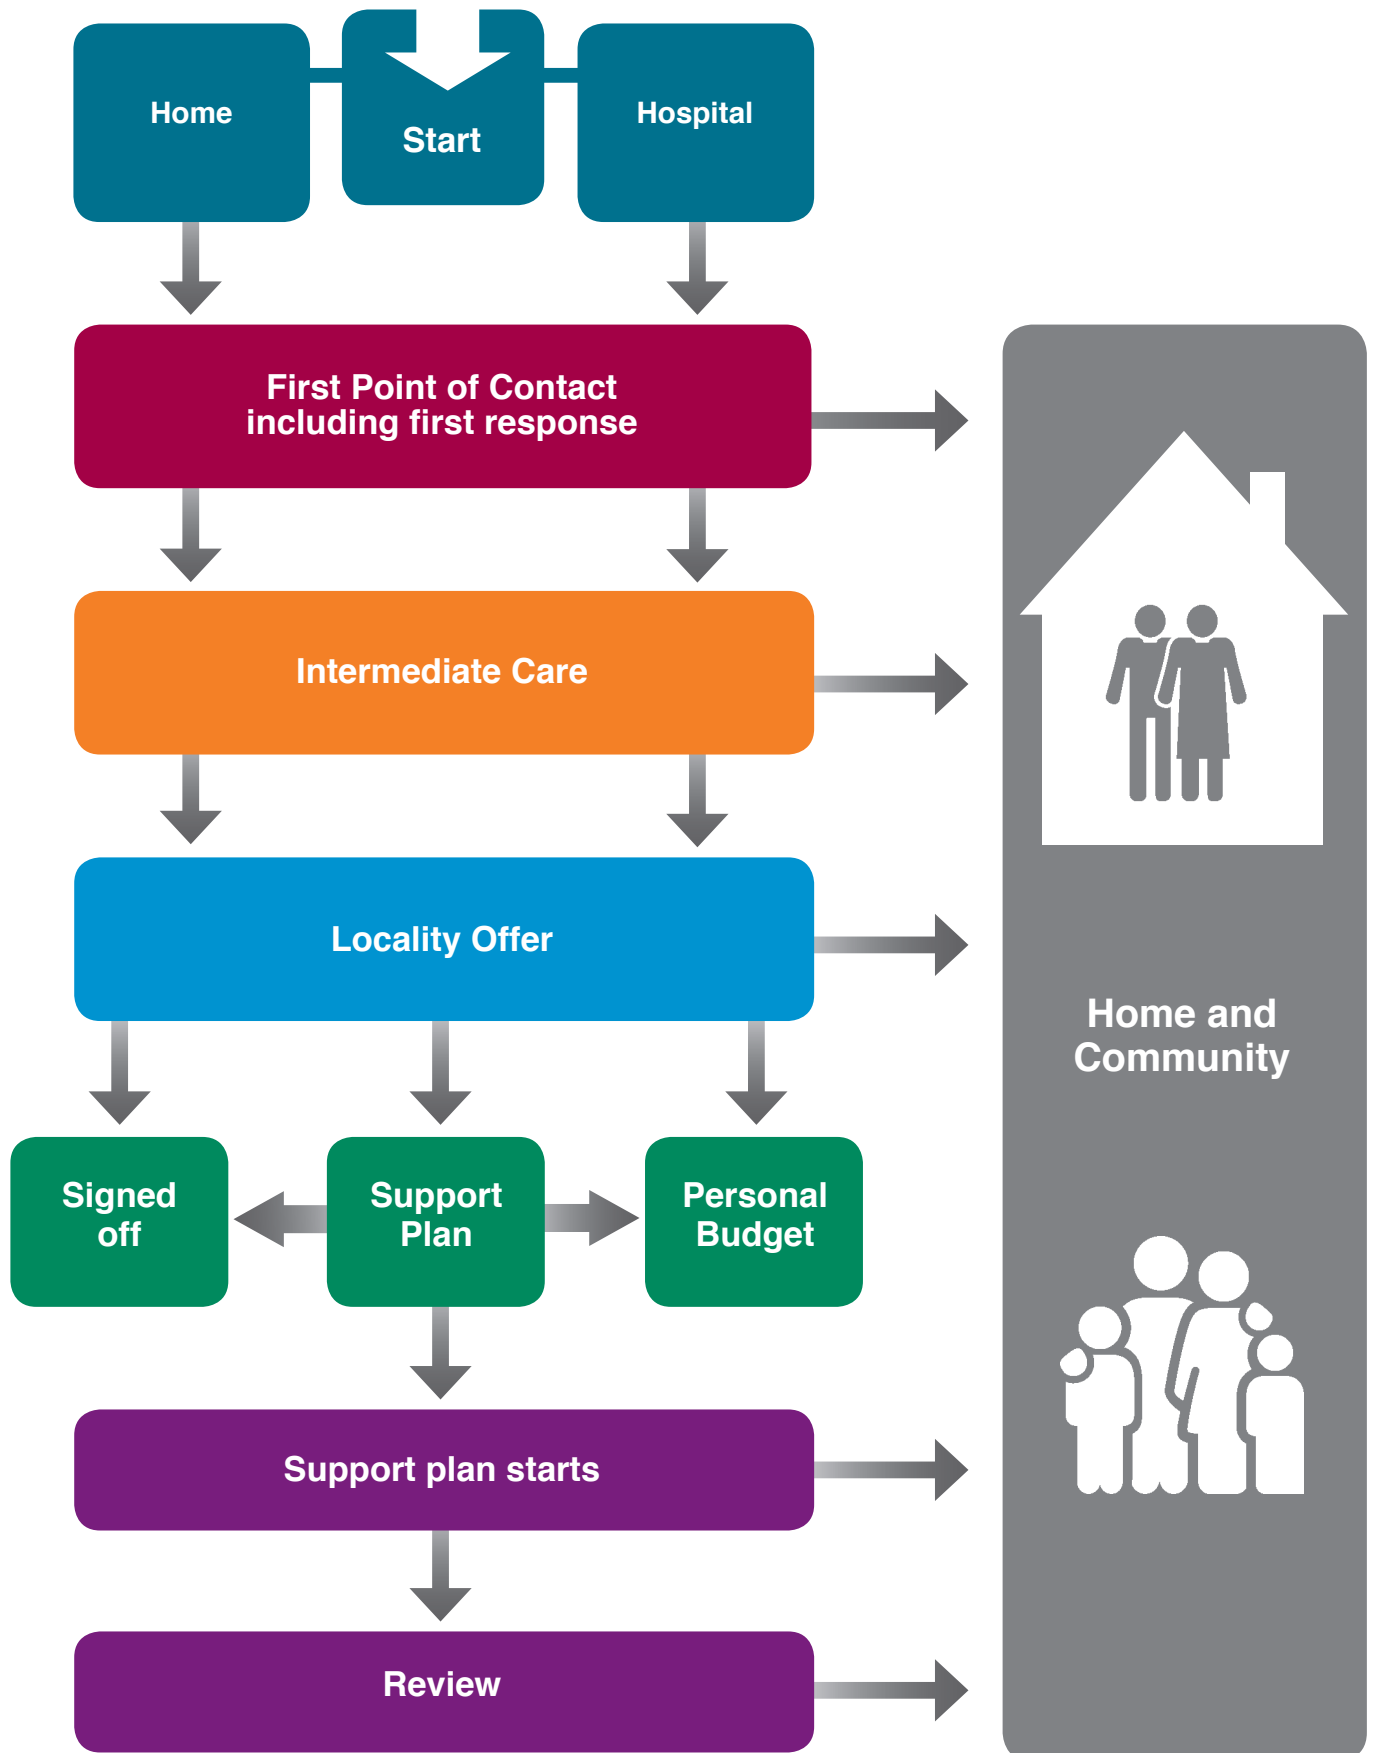 Home
Start
Hospital
First Point of Contact
including first response
Intermediate Care
Locality Offer
Home and
Community
Signed
off
Support
Plan
Personal
Budget
Support plan starts
Review